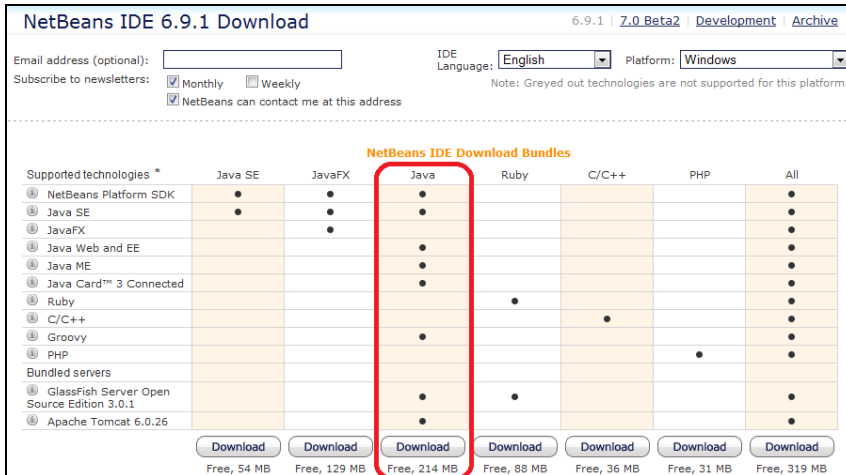 NetBeans IDE 6.9.1 Download
6.9.1 | 7.0 Beta2 | Development | Archive
Email address (optional):
IDE Language: English
Platform: Windows
Subscribe to newsletters:
Monthly
Weekly
Note: Greyed out technologies are not supported for this platform
NetBeans can contact me at this address
NetBeans IDE Download Bundles
Supported technologies * Java SE JavaFX Java Ruby C/C++ PHP All
NetBeans Platform SDK • • • •
Java SE • • • •
JavaFX • •
Java Web and EE • •
Java ME • •
Java Card™ 3 Connected • •
Ruby • •
C/C++ • •
Groovy • •
PHP • •
Bundled servers
GlassFish Server Open
Source Edition 3.0.1 • • •
Apache Tomcat 6.0.26 • •
Download Download Download Download Download Download Download
Free, 54 MB Free, 129 MB Free, 214 MB Free, 88 MB Free, 36 MB Free, 31 MB Free, 319 MB